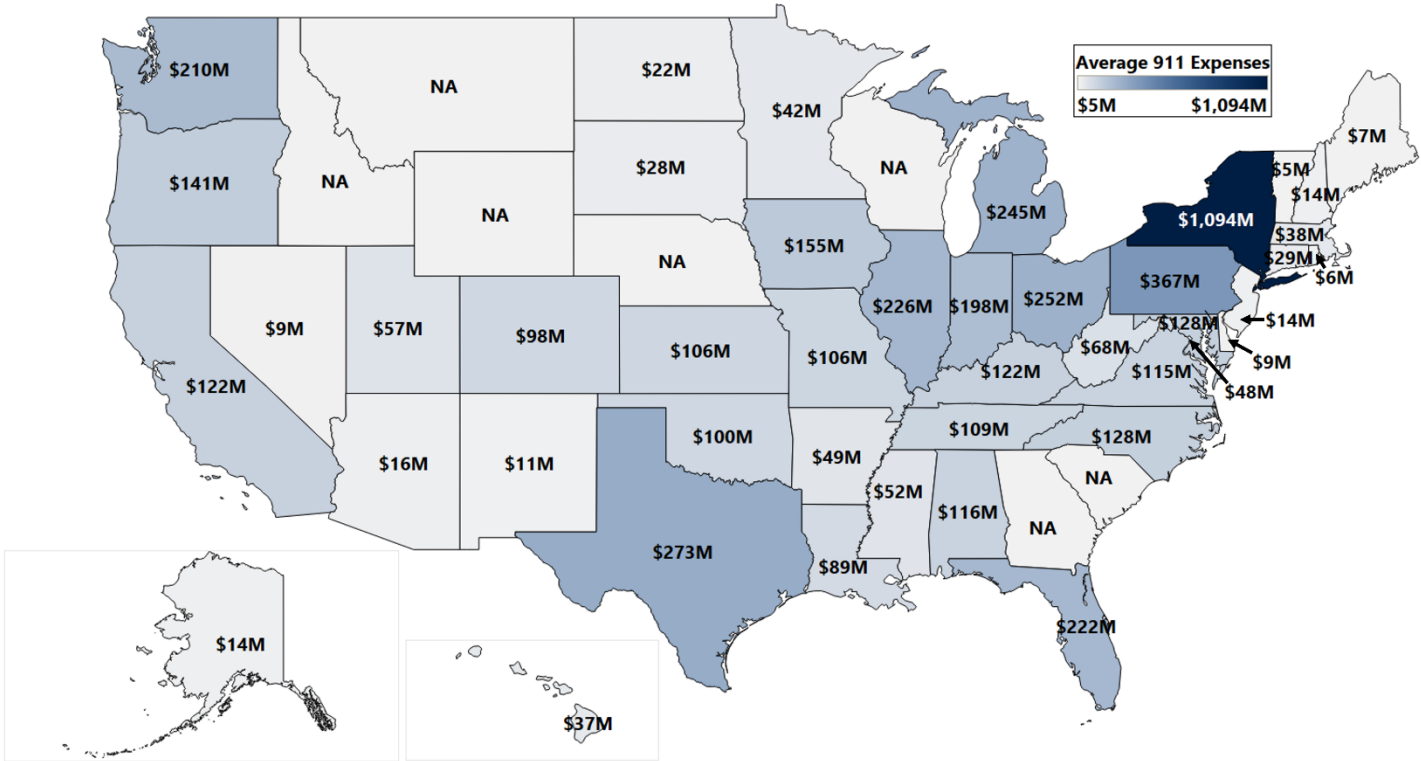 Average 911 Expenses
$5M $1,094M
$210M
NA
$22M
$42M
NA
$7M
$5M
$14M
$141M
NA
NA
$28M
$245M
$1,094M
$38M
$29M
$6M
$155M
NA
$9M
$57M
$98M
$226M
$198M
$252M
$367M
$14M
$128M
$9M
$48M
$122M
$106M
$106M
$122M
$68M
$115M
$16M
$11M
$100M
$49M
$109M
$128M
$52M
$116M
NA
NA
$273M
$89M
$222M
$14M
$37M